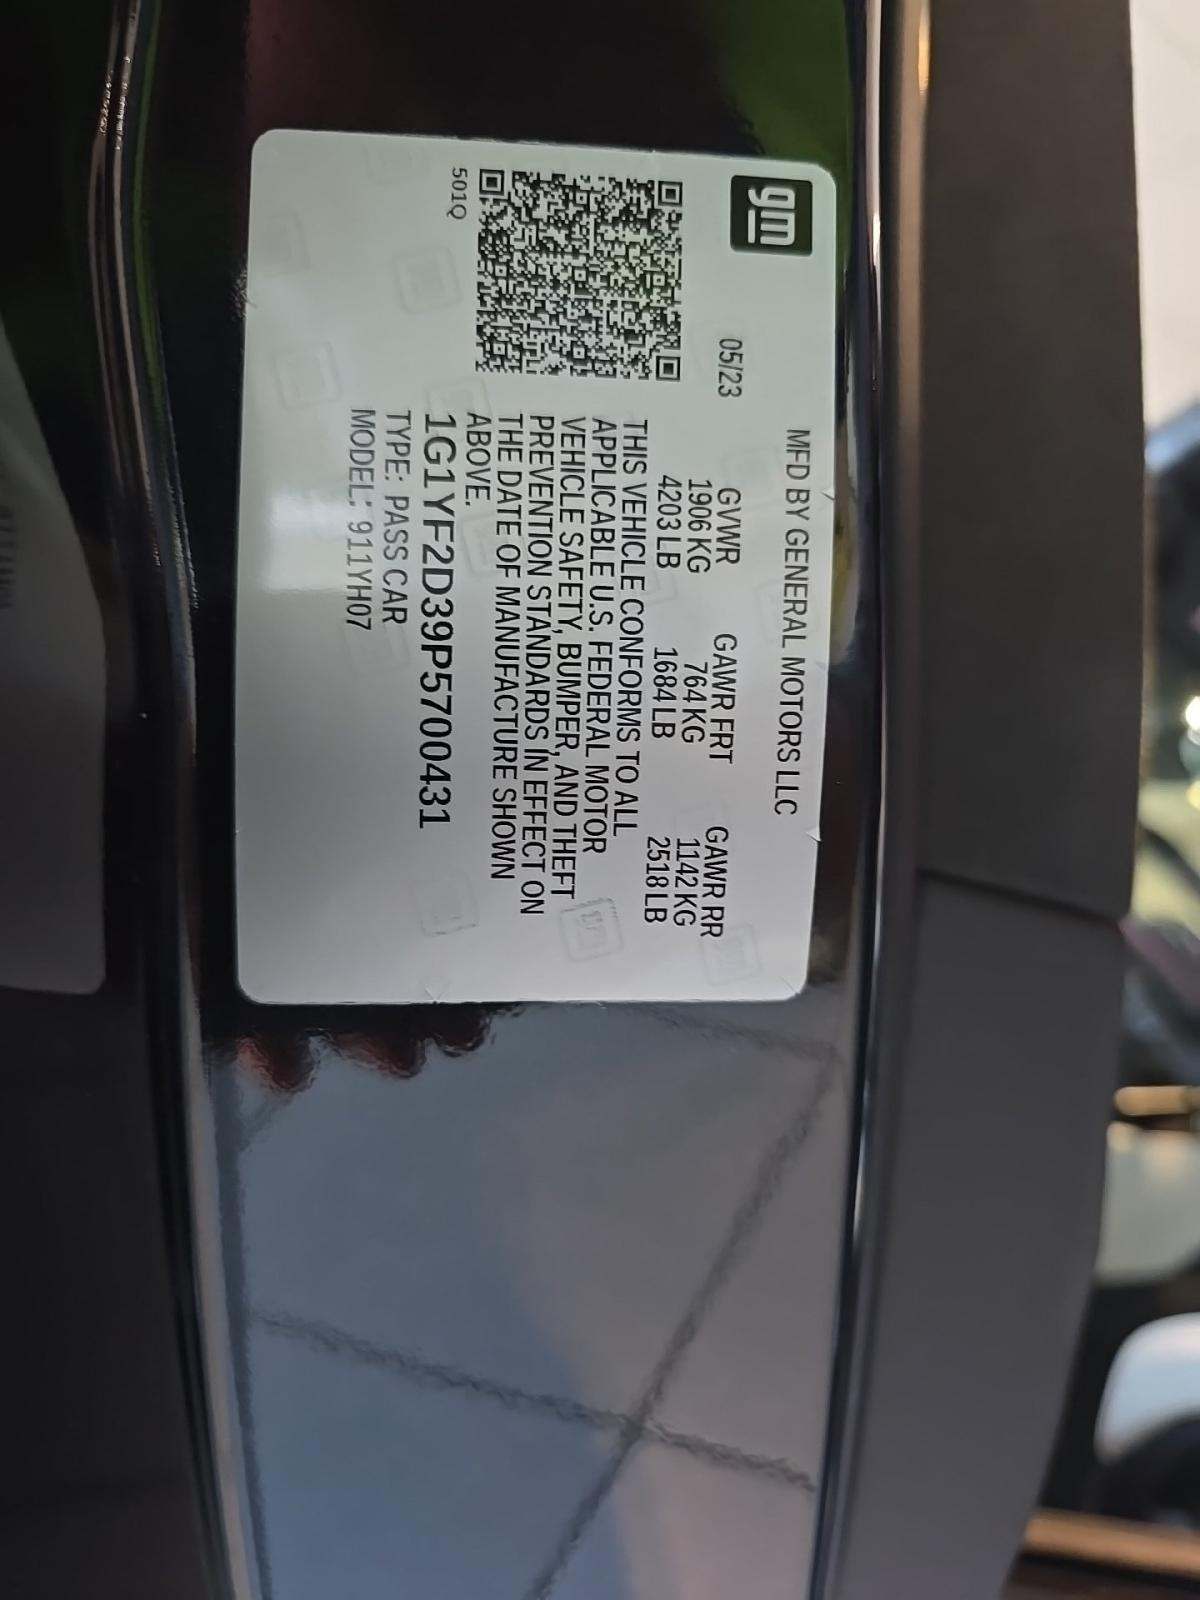 gm
MFD BY GENERAL MOTORS LLC
05/23
GVWR GAWR FRT GAWR RR
1906 KG 764 KG 1142 KG
4203 LB 1684 LB 2518 LB
THIS VEHICLE CONFORMS TO ALL
APPLICABLE U.S. FEDERAL MOTOR
VEHICLE SAFETY, BUMPER, AND THEFT
PREVENTION STANDARDS IN EFFECT ON
THE DATE OF MANUFACTURE SHOWN
ABOVE.
1G1YF2D39P5700431
TYPE: PASS CAR
MODEL: 911YH07
501Q